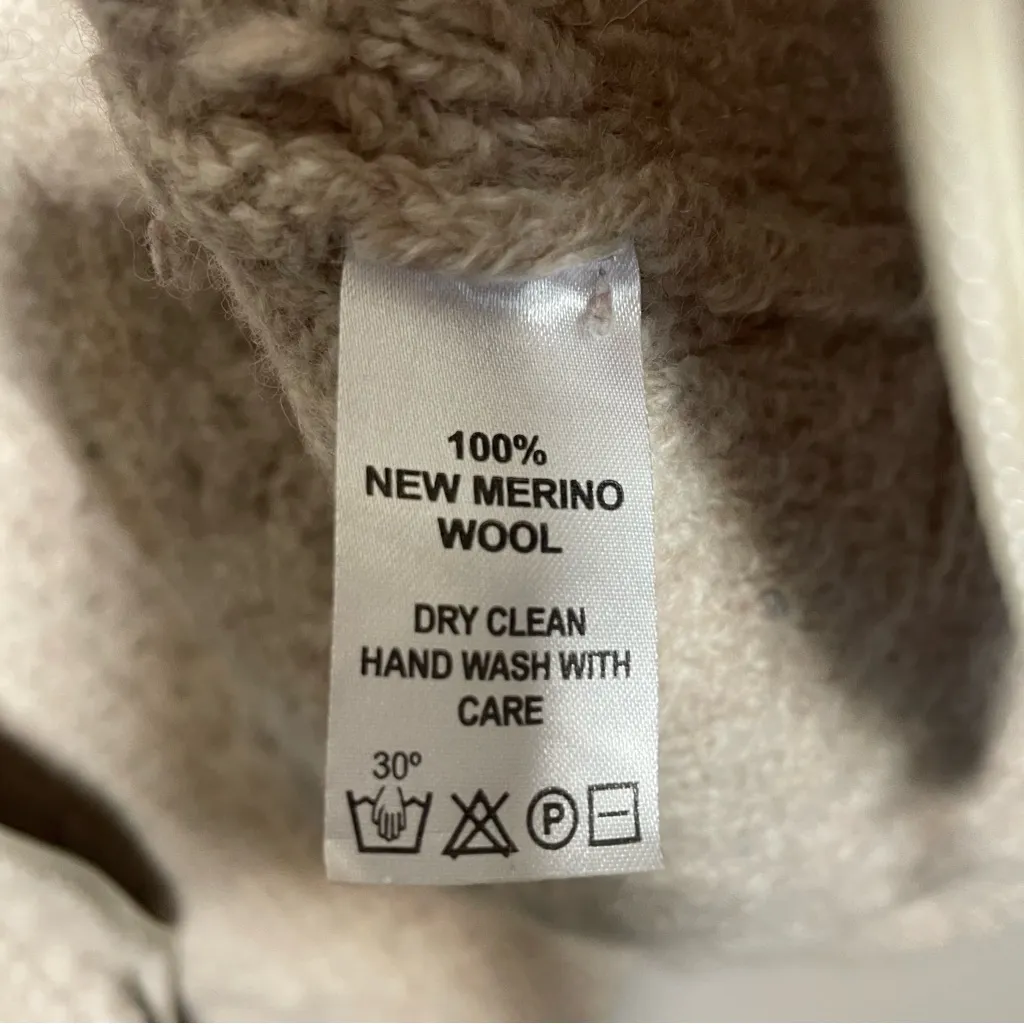 100%
NEW MERINO
WOOL
DRY CLEAN
HAND WASH WITH
CARE
30º
P